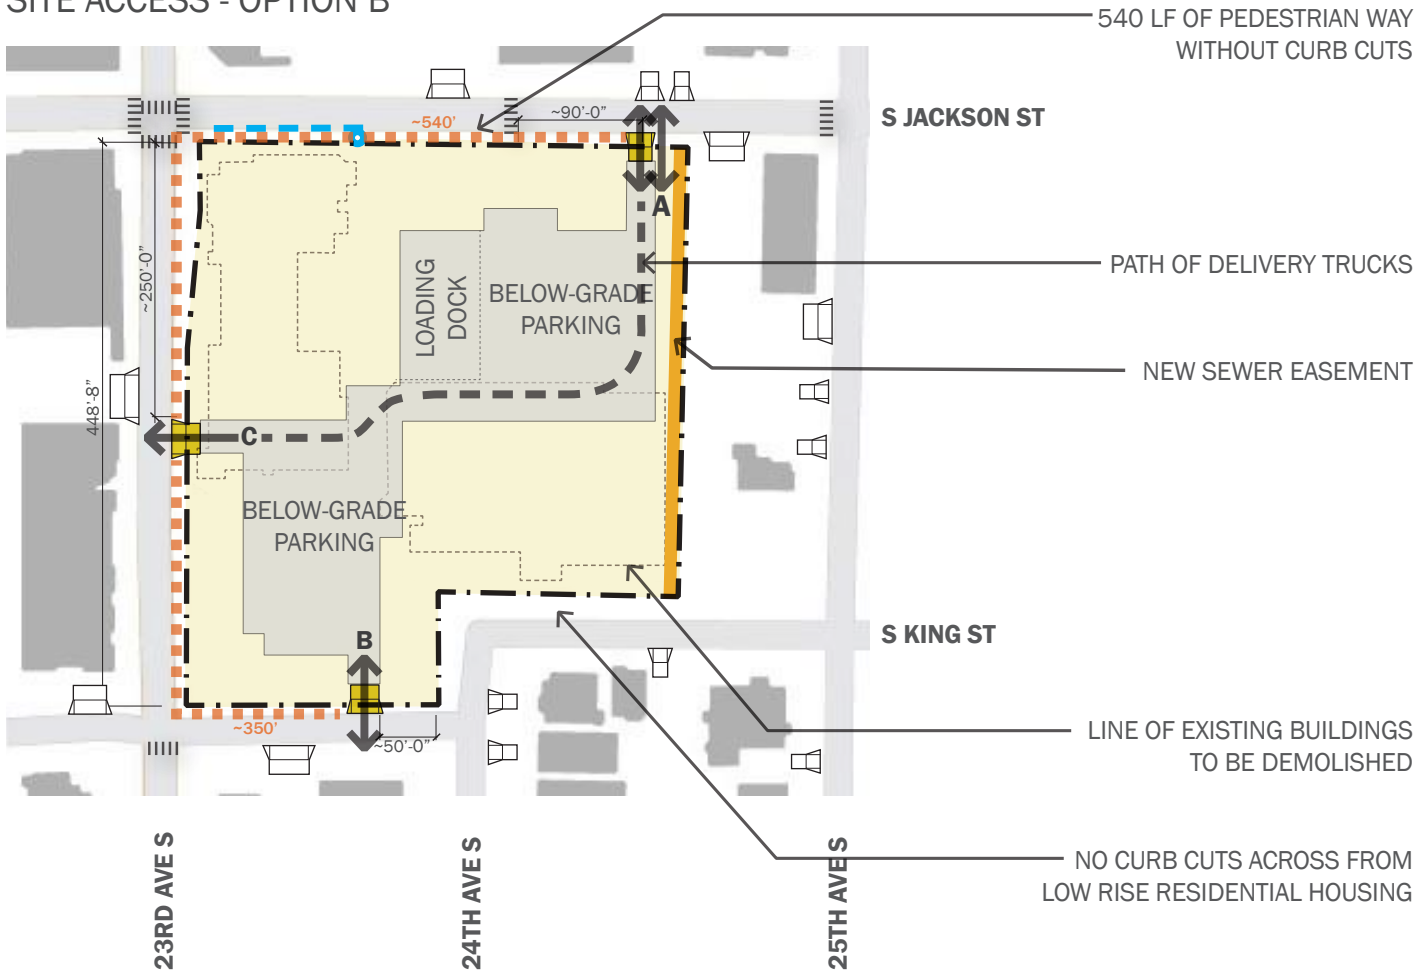 SITE ACCESS - OPTION B
540 LF OF PEDESTRIAN WAY
WITHOUT CURB CUTS
~90'-0"
~540'
S JACKSON ST
A
PATH OF DELIVERY TRUCKS
~250'-0"
LOADING
DOCK
BELOW-GRADE
PARKING
NEW SEWER EASEMENT
448'-8"
C
BELOW-GRADE
PARKING
S KING ST
B
~350'
~50'-0"
LINE OF EXISTING BUILDINGS
TO BE DEMOLISHED
NO CURB CUTS ACROSS FROM
LOW RISE RESIDENTIAL HOUSING
23RD AVE S
24TH AVE S
25TH AVE S